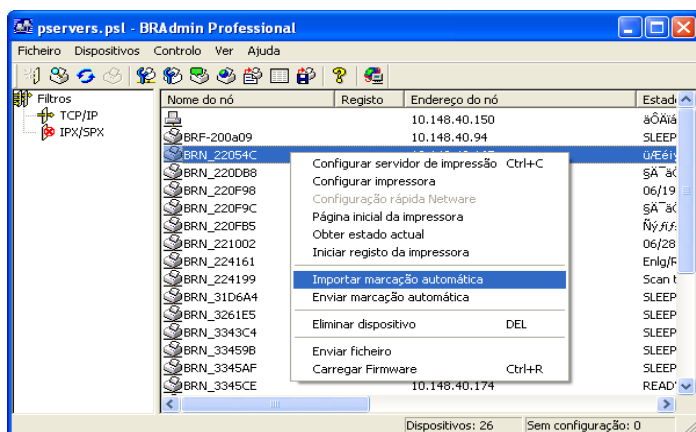 pservers.psl - BRAdmin Professional
Ficheiro Dispositivos Controlo Ver Ajuda
Filtros
TCP/IP
IPX/SPX
Nome do nó Registo Endereço do nó Estad
10.148.40.150
BRF-200a09 10.148.40.94 SLEEP
BRN_22054C
BRN_220DB8
BRN_220F98 06/19
BRN_220F9C
BRN_220FB5
BRN_221002 06/28
BRN_224161 Enlg/F
BRN_224199 Scan t
BRN_31D6A4 SLEEP
BRN_3261E5 SLEEP
BRN_3343C4 SLEEP
BRN_33459B SLEEP
BRN_3345AF SLEEP
BRN_3345CE 10.148.40.174 READY
Configurar servidor de impressão Ctrl+C
Configurar impressora
Configuração rápida Netware
Página inicial da impressora
Obter estado actual
Iniciar registo da impressora
Importar marcação automática
Enviar marcação automática
Eliminar dispositivo DEL
Enviar ficheiro
Carregar Firmware Ctrl+R
Dispositivos: 26 Sem configuração: 0